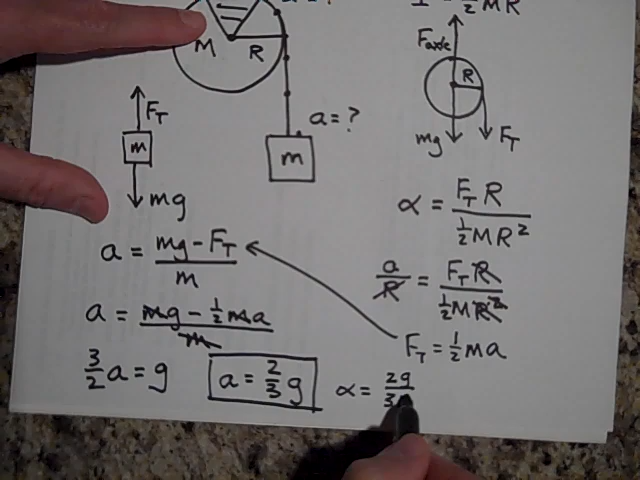 ½MR
M R
F_axle
R
mg F_T
F_T
m
mg
a = ?
m
α = F_T R / ½MR²
a = mg - F_T / m
a/R = F_T R / ½MR²
a = mg - ½ma / m
F_T = ½ma
3/2 a = g
a = 2/3 g
α = 2g / 3